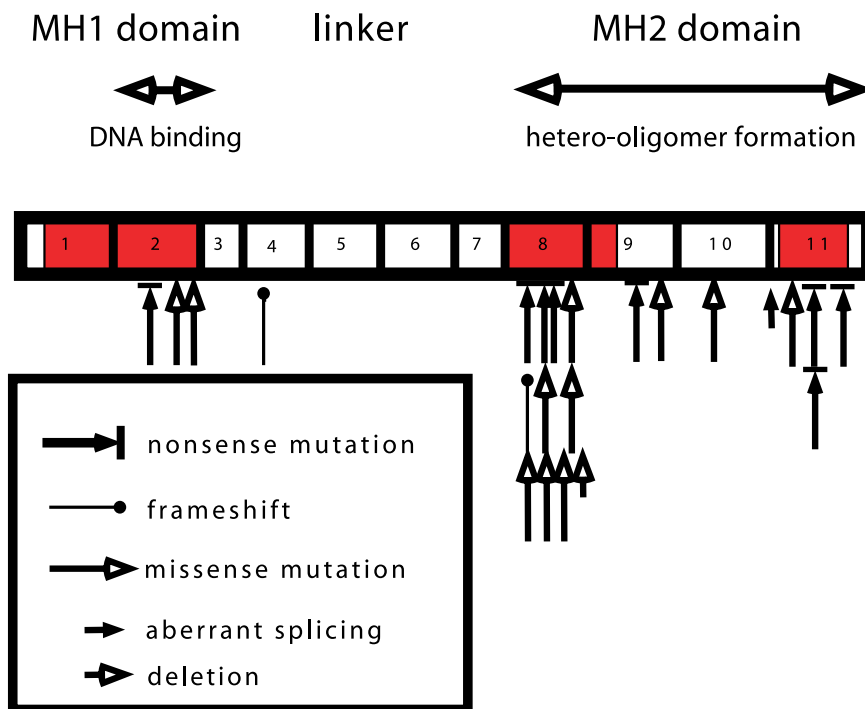 MH1 domain linker MH2 domain
DNA binding hetero-oligomer formation
1 2 3 4 5 6 7 8 9 10 11
nonsense mutation
frameshift
missense mutation
aberrant splicing
deletion